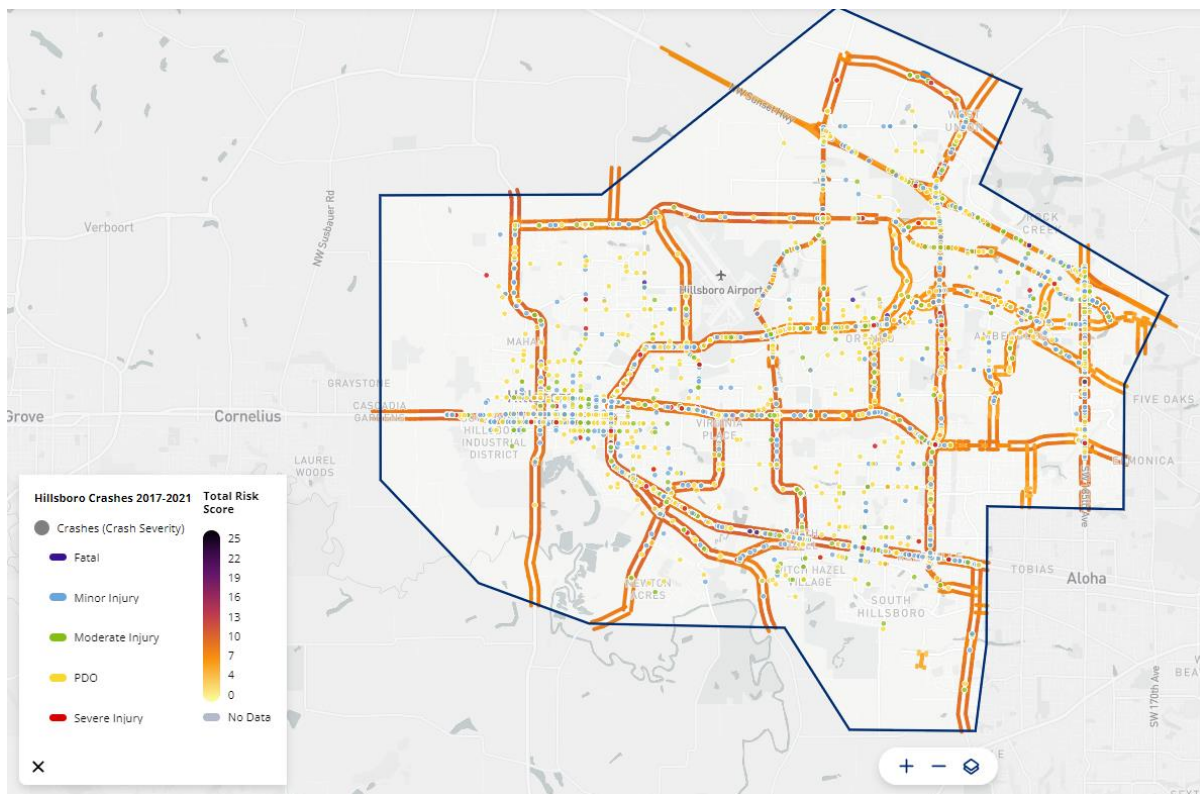 NW Sunset Hwy
WEST
UNION
Verboort
NW Susbauer Rd
ROCK
CREEK
Hillsboro Airport
MAHAN
ORENCO
GRAYSTONE
CASCADIA
GARDENS
FIVE OAKS
Grove
Cornelius
VIRGINIA
PLACE
HILLSBORO
INDUSTRIAL
DISTRICT
LAUREL
WOODS
ELMONICA
SW 185th Ave
Hillsboro Crashes 2017-2021
Total Risk
Score
Crashes (Crash Severity)
Fatal
Minor Injury
Moderate Injury
PDO
Severe Injury
25
22
19
16
13
10
7
4
0
No Data
WITCH HAZEL
VILLAGE
TOBIAS
Aloha
NEWTON
ACRES
SOUTH
HILLSBORO
SW 170th Ave